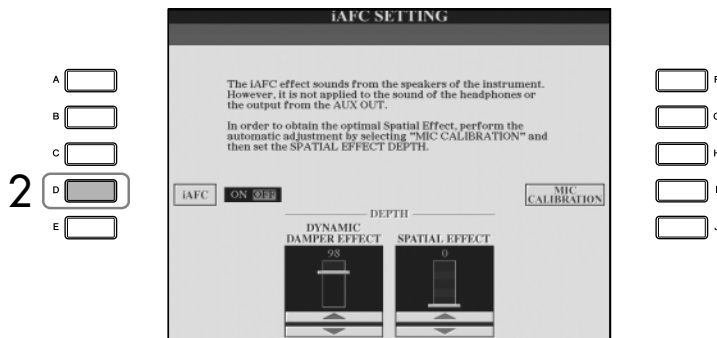 iAFC SETTING
The iAFC effect sounds from the speakers of the instrument.
However, it is not applied to the sound of the headphones or
the output from the AUX OUT.
In order to obtain the optimal Spatial Effect, perform the
automatic adjustment by selecting "MIC CALIBRATION" and
then set the SPATIAL EFFECT DEPTH.
A
B
C
2 D
E
iAFC ON OFF
MIC
CALIBRATION
DEPTH
DYNAMIC
DAMPER EFFECT
SPATIAL EFFECT
98
0